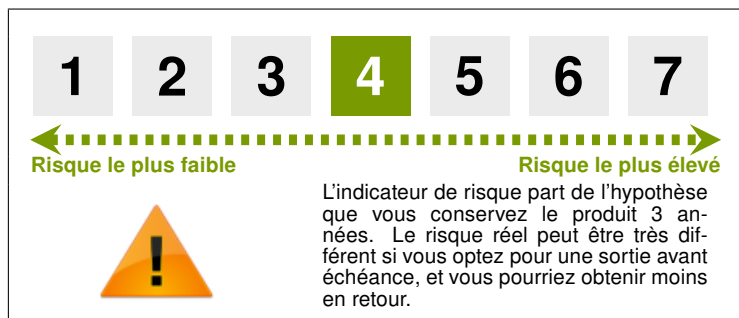 1 2 3 4 5 6 7
Risque le plus faible Risque le plus élevé
L'indicateur de risque part de l'hypothèse
que vous conservez le produit 3 an-
nées. Le risque réel peut être très dif-
férent si vous optez pour une sortie avant
échéance, et vous pourriez obtenir moins
en retour.
!